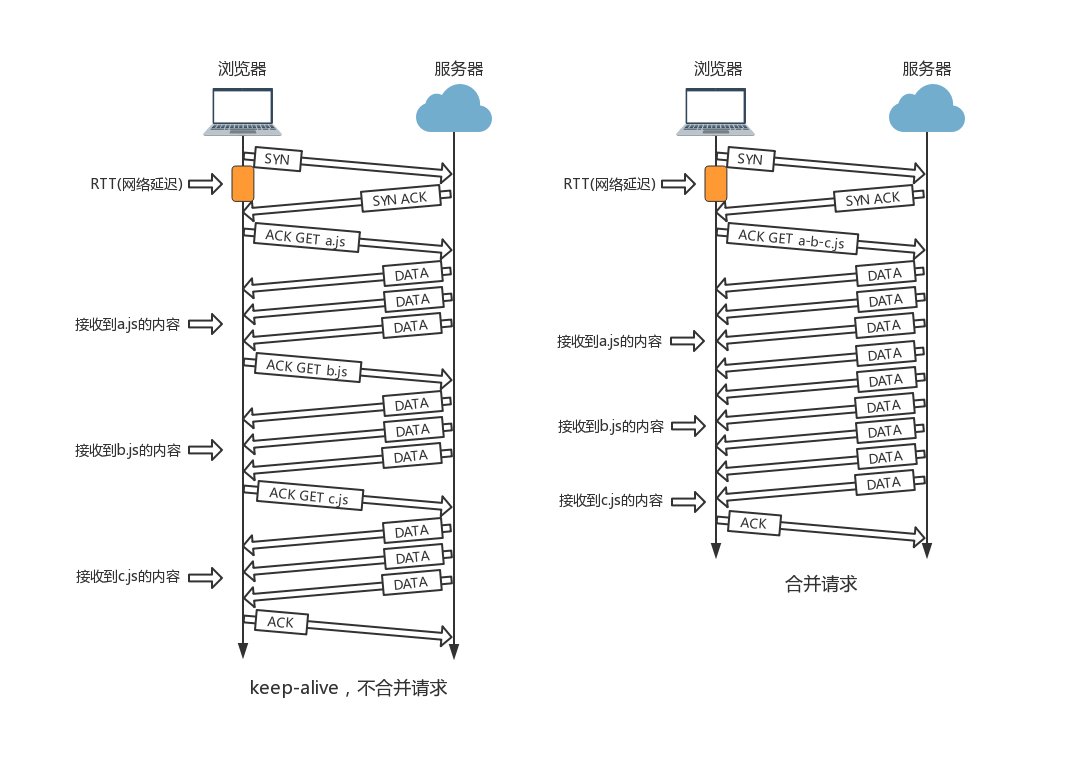 浏览器
服务器
SYN
RTT(网络延迟)
SYN ACK
ACK GET a.js
DATA
DATA
接收到a.js的内容
DATA
ACK GET b.js
DATA
DATA
接收到b.js的内容
DATA
ACK GET c.js
DATA
DATA
接收到c.js的内容
DATA
ACK
keep-alive，不合并请求
浏览器
服务器
SYN
RTT(网络延迟)
SYN ACK
ACK GET a-b-c.js
DATA
DATA
DATA
接收到a.js的内容
DATA
DATA
DATA
接收到b.js的内容
DATA
DATA
DATA
接收到c.js的内容
ACK
合并请求